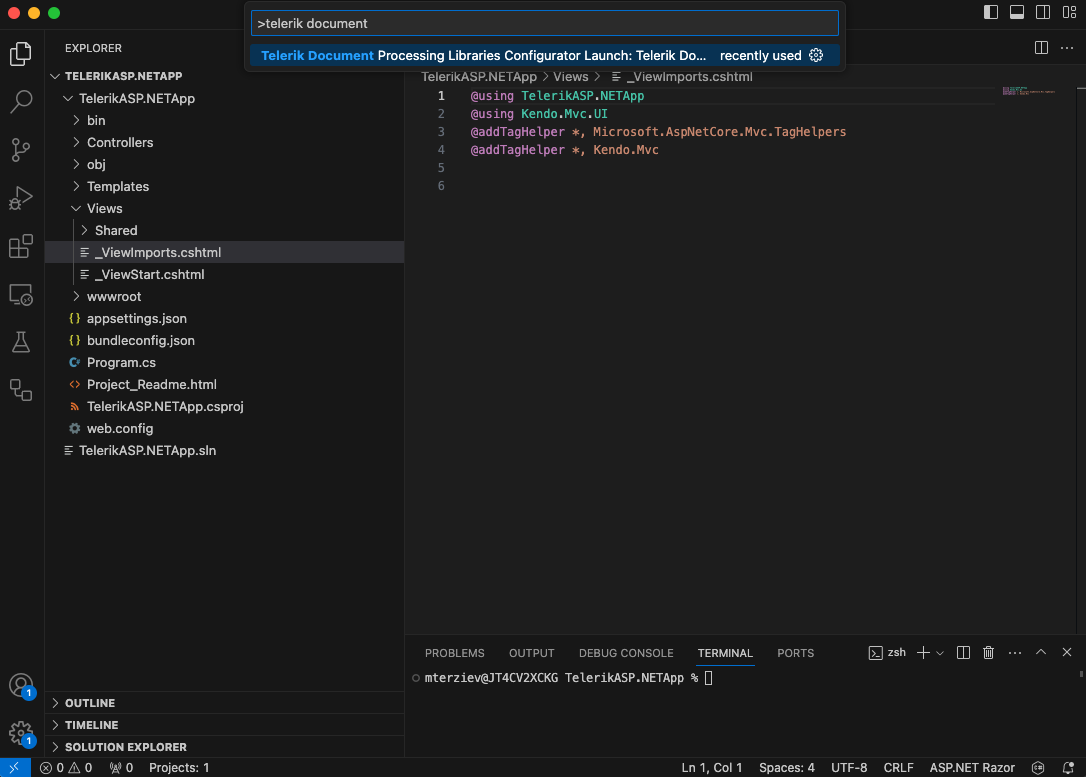 >telerik document
Telerik Document Processing Libraries Configurator Launch: Telerik Do... recently used
EXPLORER
TELERIKASP.NETAPP
TelerikASP.NETApp
bin
Controllers
obj
Templates
Views
Shared
_ViewImports.cshtml
_ViewStart.cshtml
wwwroot
{} appsettings.json
{} bundleconfig.json
Program.cs
Project_Readme.html
TelerikASP.NETApp.csproj
web.config
TelerikASP.NETApp.sln
OUTLINE
TIMELINE
SOLUTION EXPLORER
TelerikASP.NETApp > Views > _ViewImports.cshtml
1 @using TelerikASP.NETApp
2 @using Kendo.Mvc.UI
3 @addTagHelper *, Microsoft.AspNetCore.Mvc.TagHelpers
4 @addTagHelper *, Kendo.Mvc
5
6
PROBLEMS OUTPUT DEBUG CONSOLE TERMINAL PORTS zsh
mterziev@JT4CV2XCKG TelerikASP.NETApp %
1
1
0 0 0 Projects: 1 Ln 1, Col 1 Spaces: 4 UTF-8 CRLF ASP.NET Razor